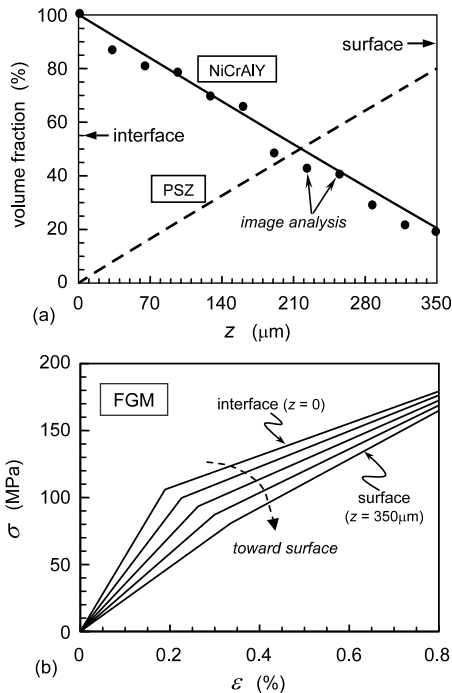 100
80
60
40
20
0
volume fraction (%)
surface
NiCrAlY
interface
PSZ
image analysis
0 70 140 210 280 350
(a)
z (μm)
200
150
100
50
0
σ (MPa)
FGM
interface (z = 0)
surface
(z = 350μm)
toward surface
0 0.2 0.4 0.6 0.8
(b)
ε (%)